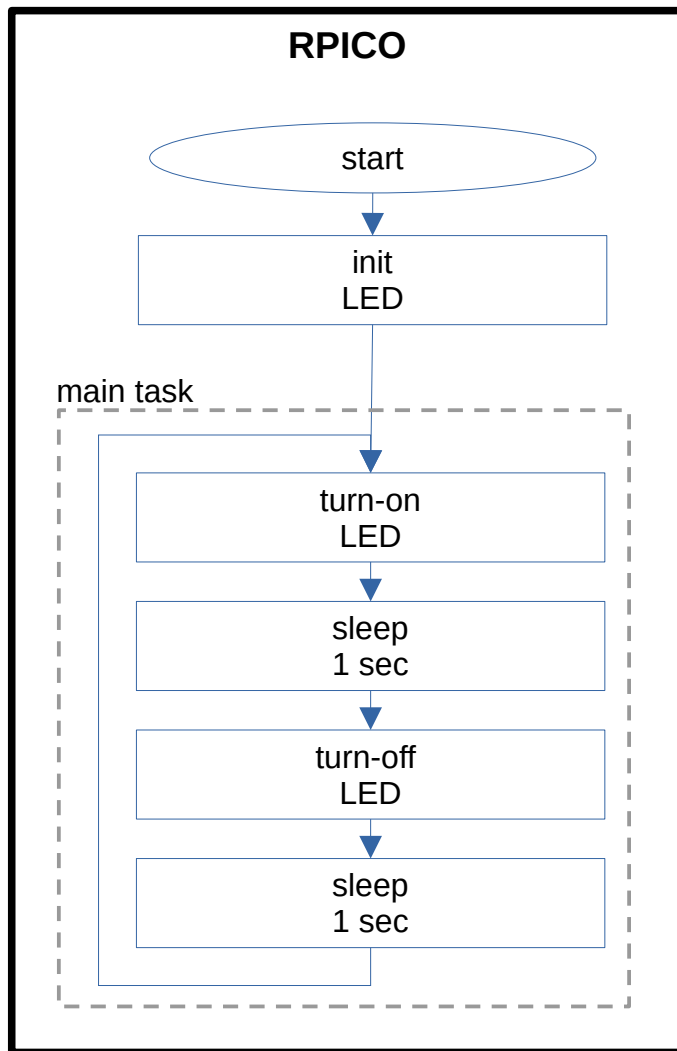 RPICO
start
init
LED
main task
turn-on
LED
sleep
1 sec
turn-off
LED
sleep
1 sec